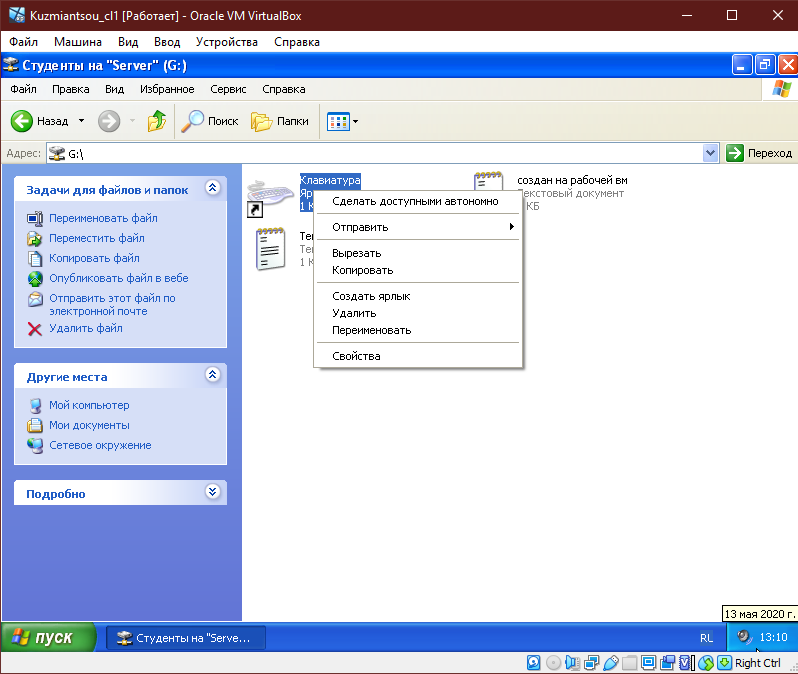 Kuzmiantsou_cl1 [Работает] - Oracle VM VirtualBox
Файл Машина Вид Ввод Устройства Справка
Студенты на "Server" (G:)
Файл Правка Вид Избранное Сервис Справка
Назад Поиск Папки
Адрес: G:\ Переход
Задачи для файлов и папок
Переименовать файл
Переместить файл
Копировать файл
Опубликовать файл в вебе
Отправить этот файл по
электронной почте
Удалить файл
Другие места
Мой компьютер
Мои документы
Сетевое окружение
Подробно
Клавиатура
1
создан на рабочей вм
КБ
1
Сделать доступными автономно
Отправить
Вырезать
Копировать
Создать ярлык
Удалить
Переименовать
Свойства
13 мая 2020 г.
пуск
Студенты на "Serve...
RL
13:10
Right Ctrl